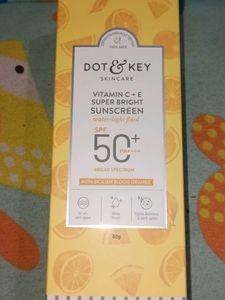 DOT & KEY
SKINCARE
VITAMIN C + E
SUPER BRIGHT
SUNSCREEN
water-light fluid
SPF
50+
PA++++
BROAD SPECTRUM
WITH SICILIAN BLOOD ORANGE